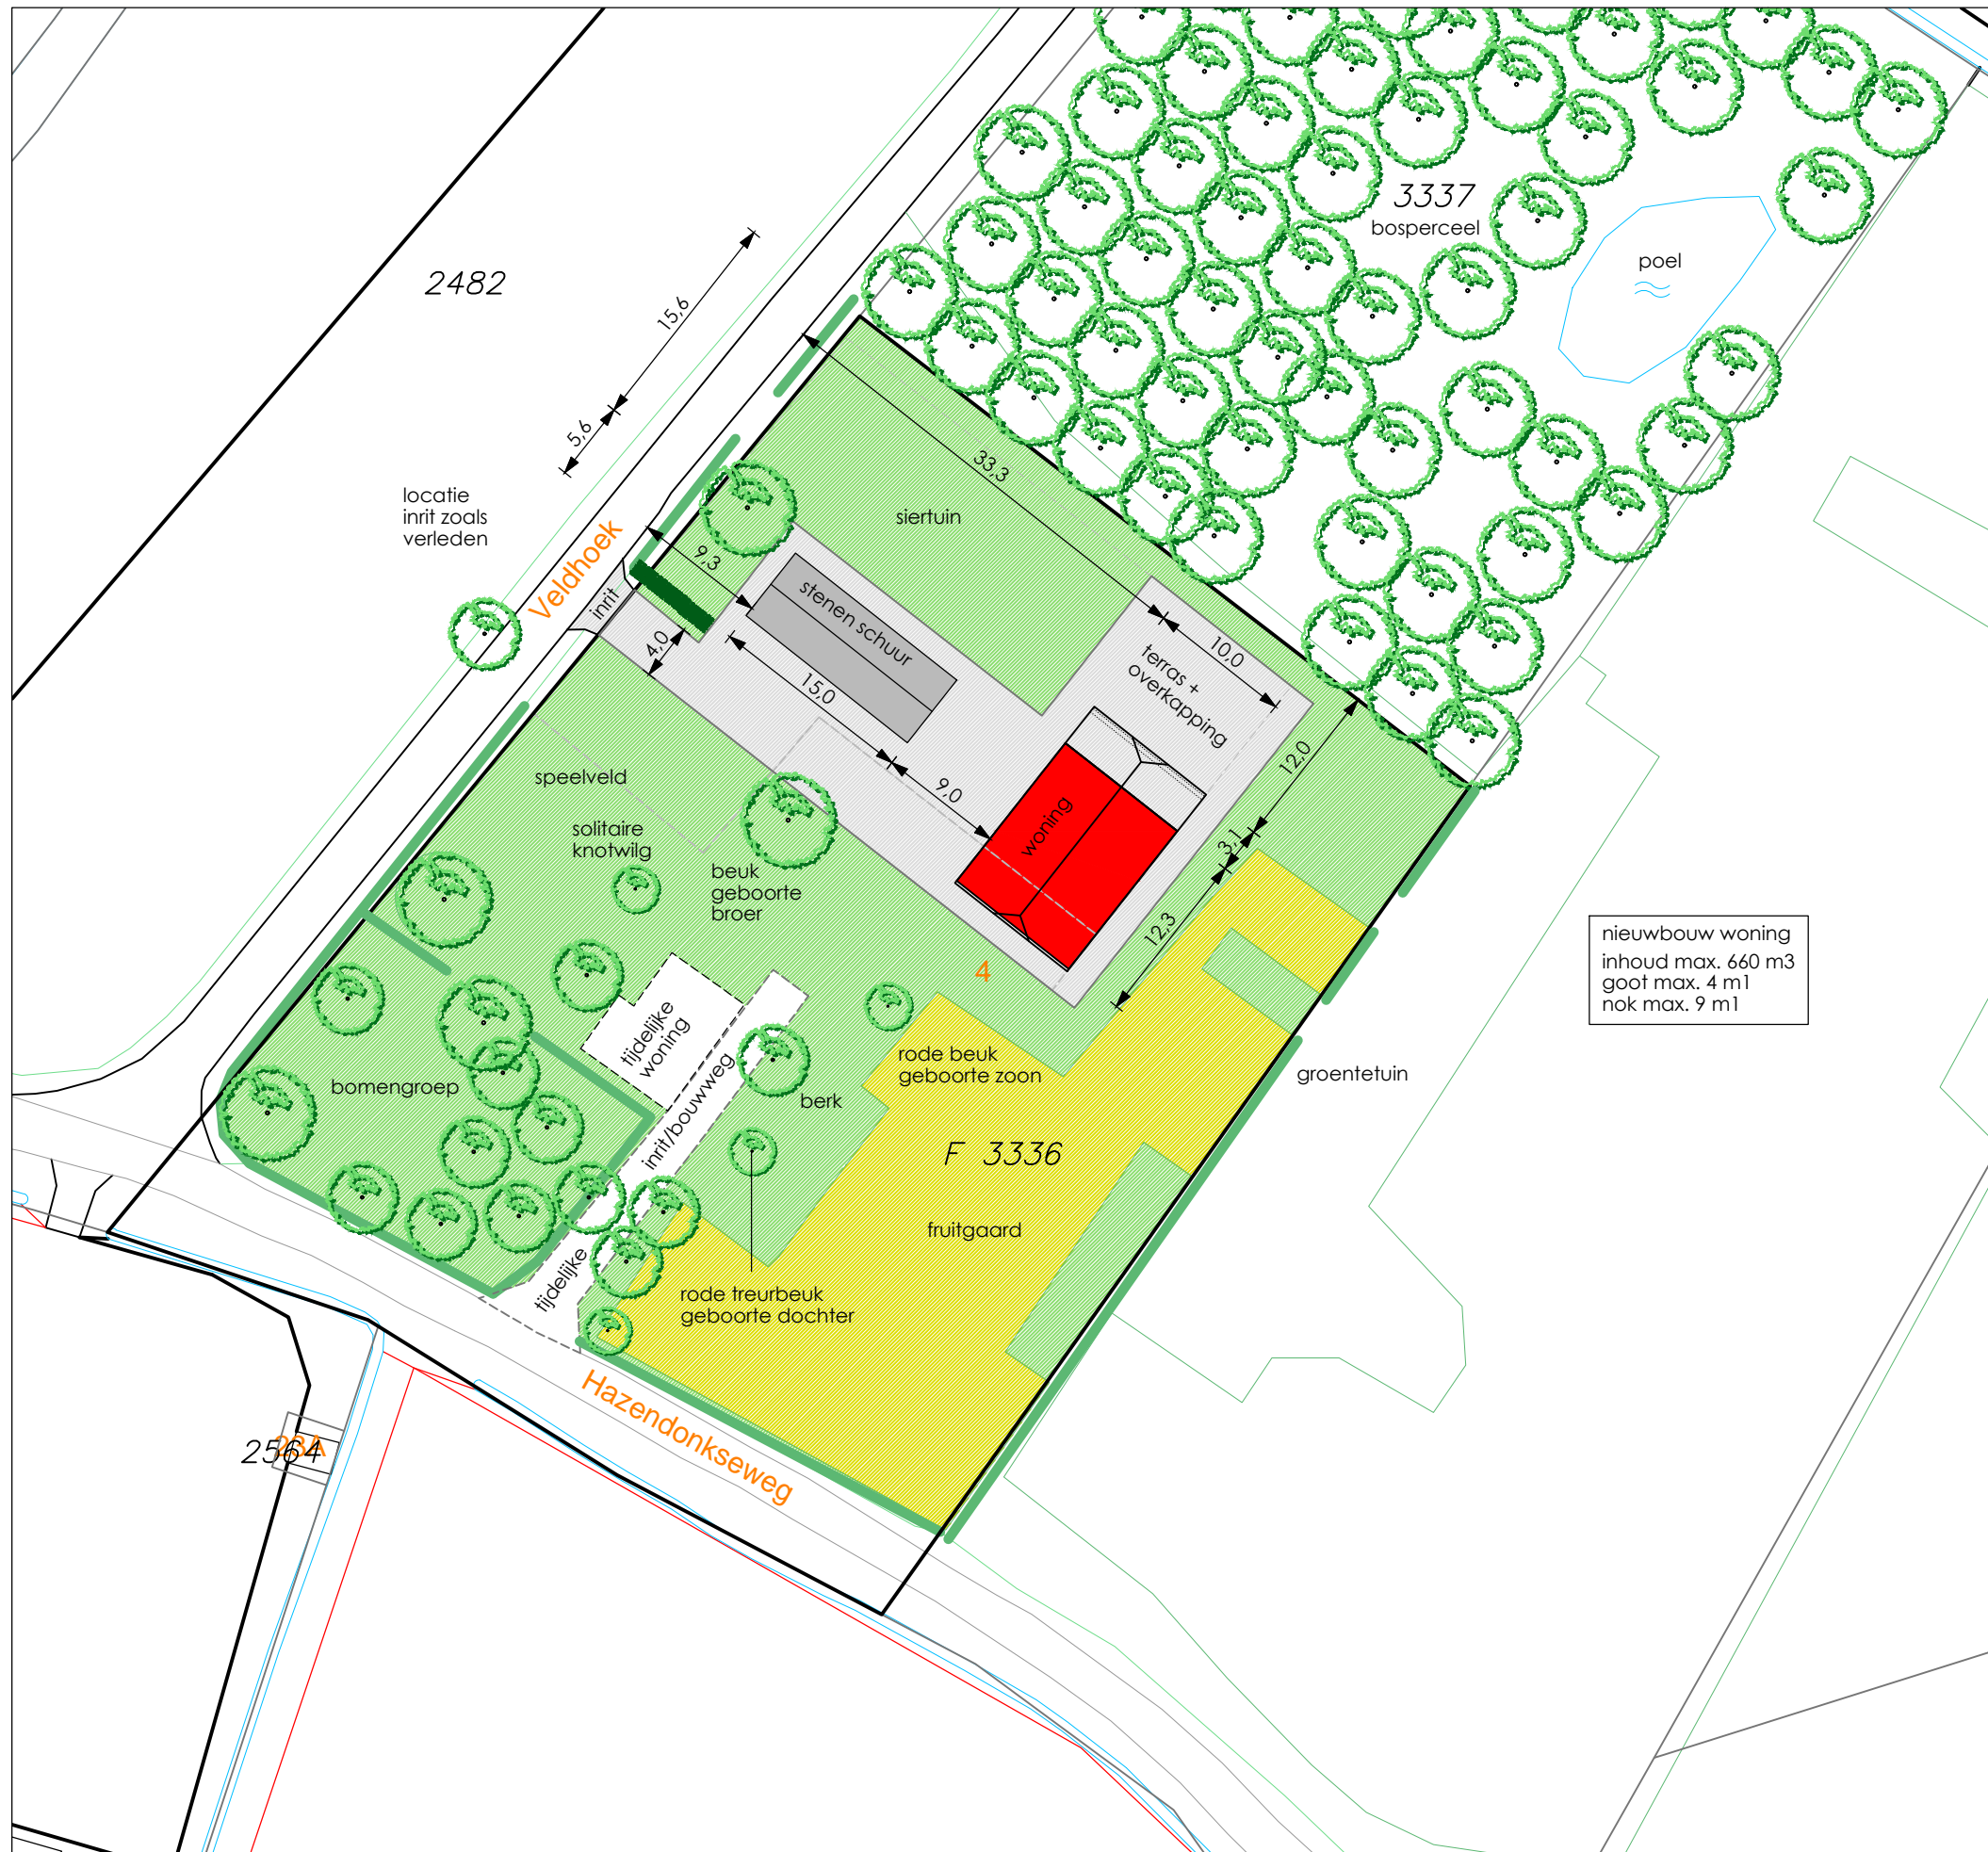 3337
bosperceel
poel
2482
15,6
5,6
33,3
locatie
inrit zoals
verleden
siertuin
Veldhoek
9,3
stenen schuur
inrit
4,0
15,0
10,0
terras +
overkapping
12,0
speelveld
9,0
woning
3,1
solitaire
knotwilg
beuk
geboorte
broer
12,3
4
nieuwbouw woning
inhoud max. 660 m3
goot max. 4 m1
nok max. 9 m1
tijdelijke
woning
rode beuk
geboorte zoon
groentetuin
bomengroep
berk
inrit/bouwweg
F 3336
fruitgaard
tijdelijke
rode treurbeuk
geboorte dochter
Hazendonkseweg
2564